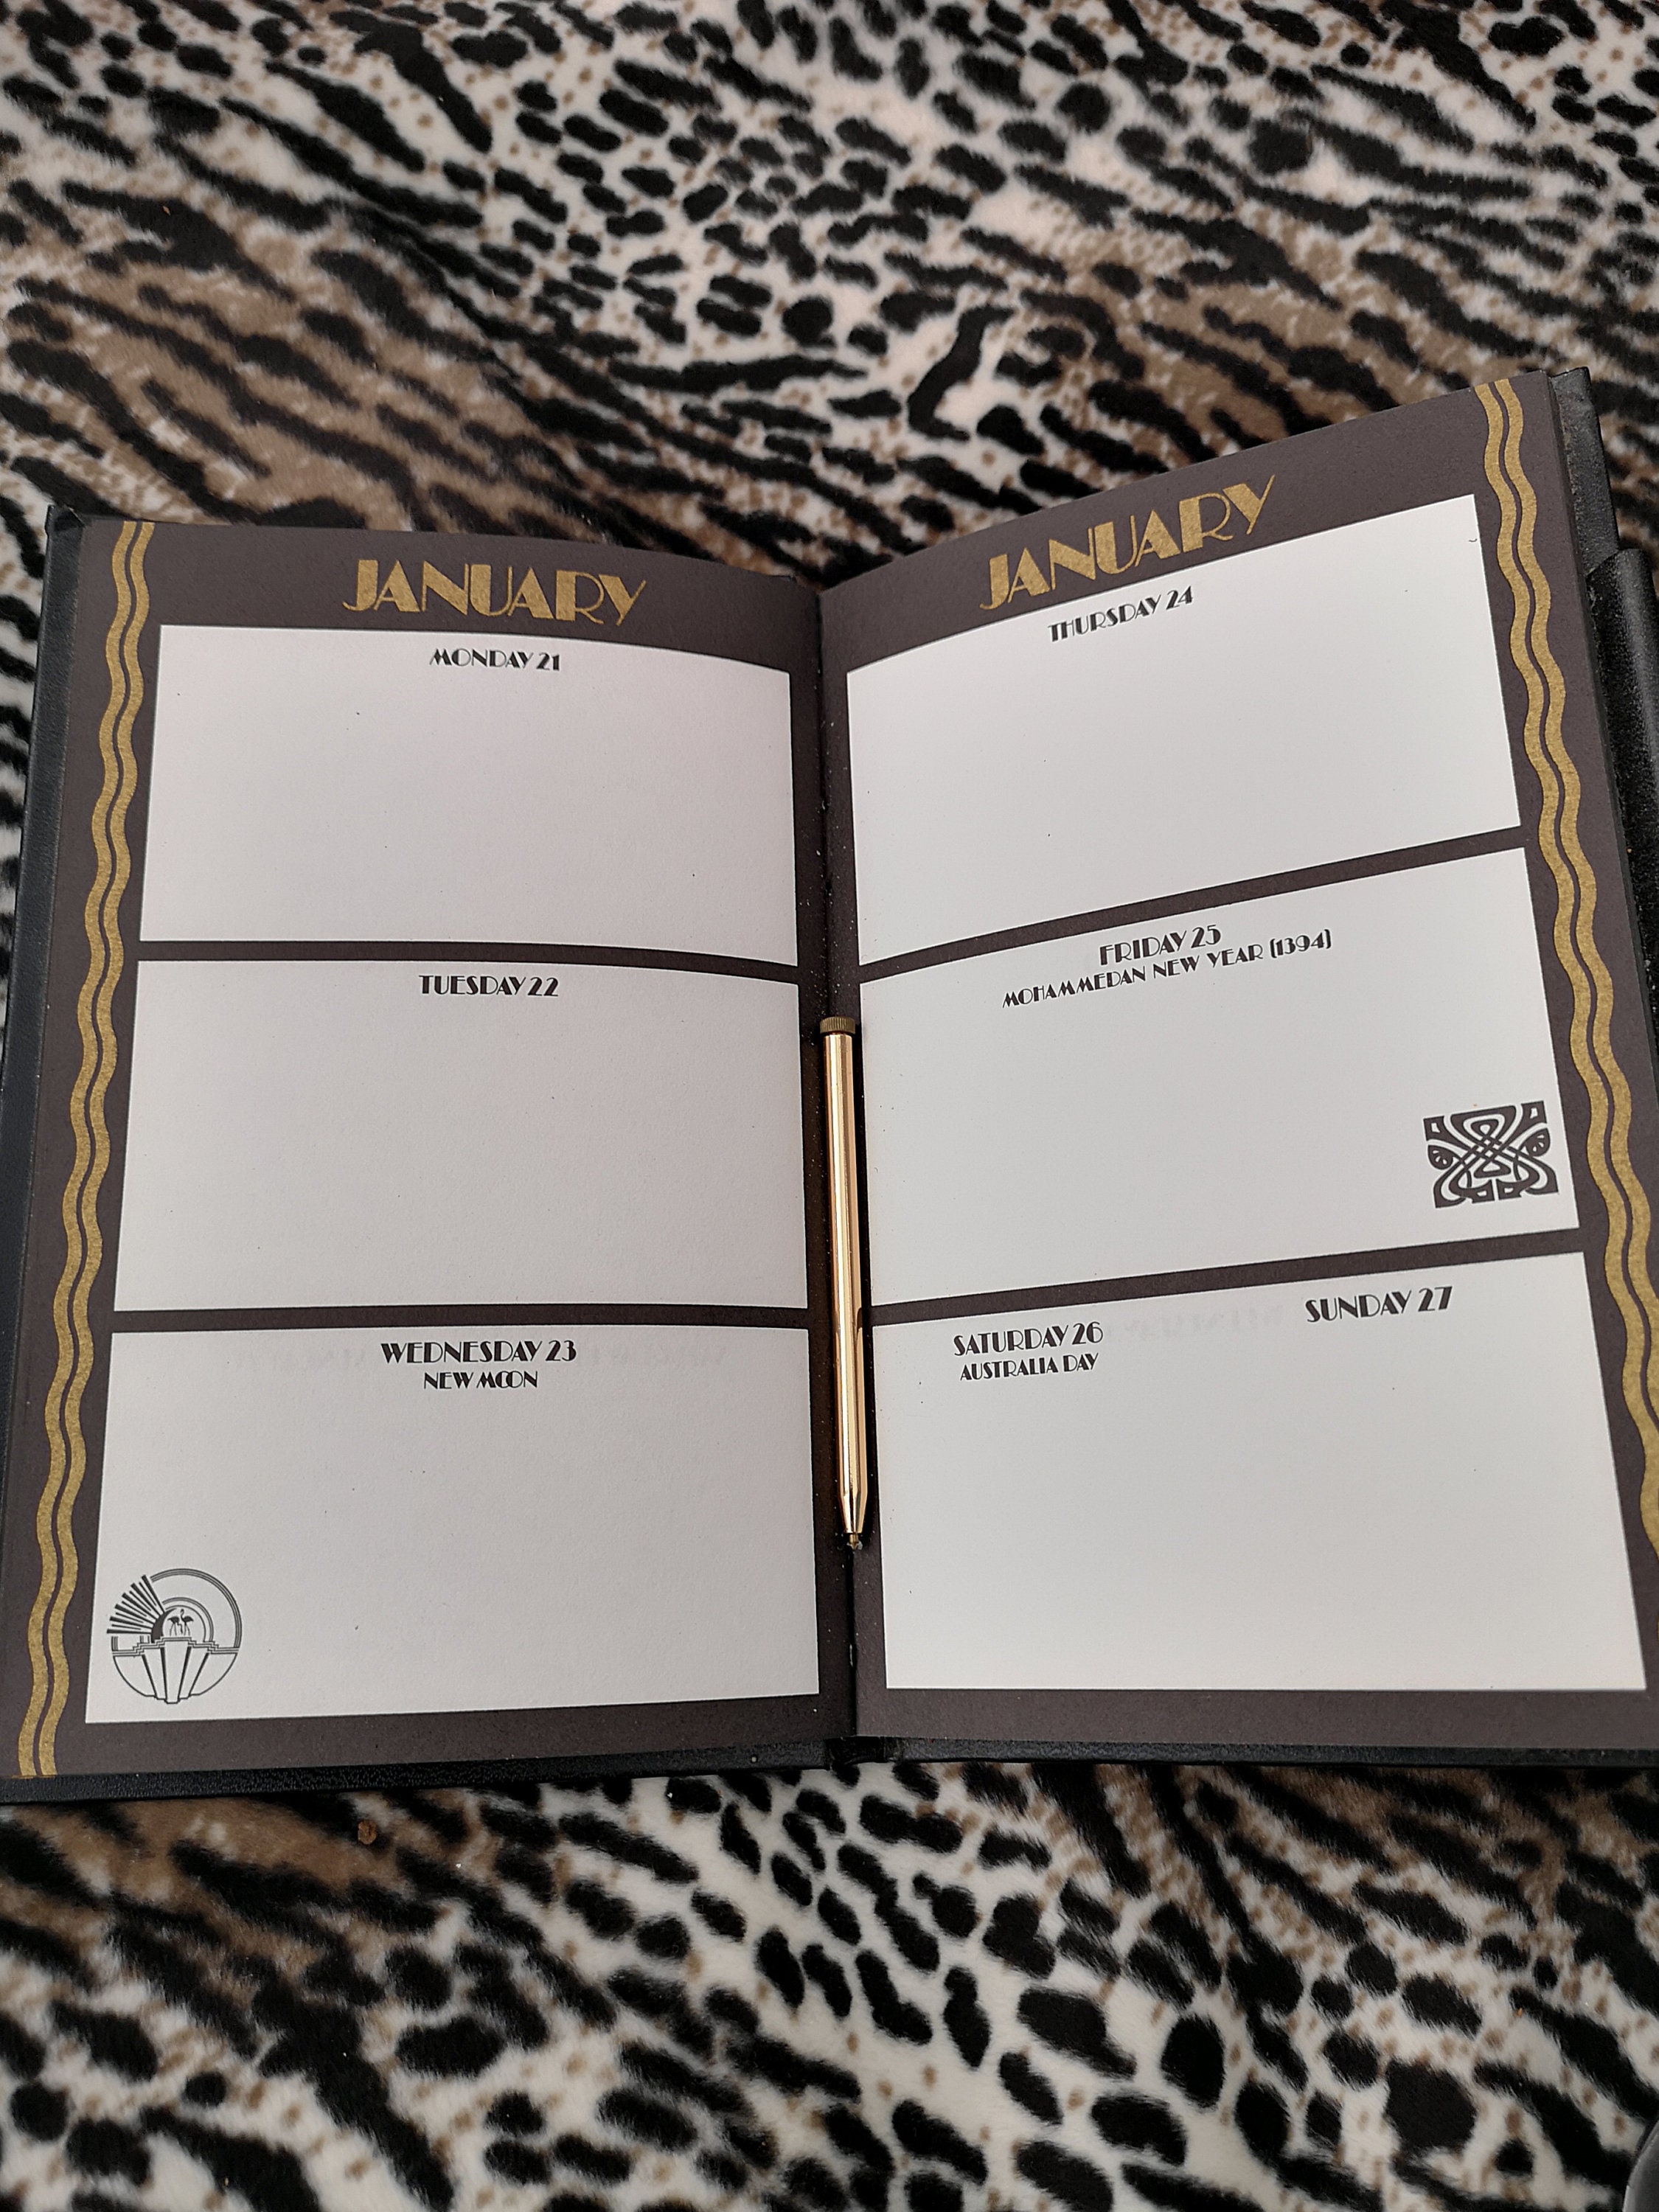 JANUARY
MONDAY 21
TUESDAY 22
WEDNESDAY 23
NEW MOON
JANUARY
THURSDAY 24
FRIDAY 25
MOHAMMEDAN NEW YEAR (1394)
SATURDAY 26
AUSTRALIA DAY
SUNDAY 27